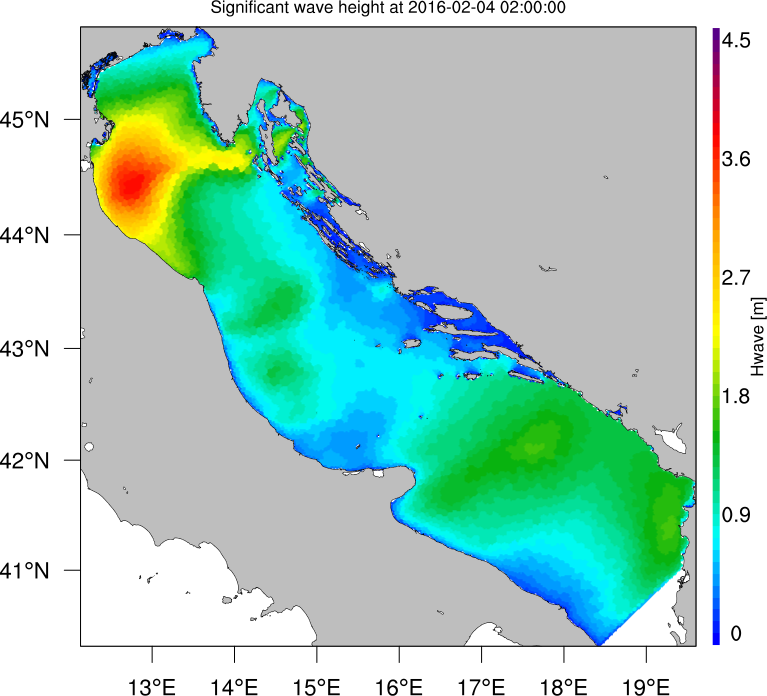 Significant wave height at 2016-02-04 02:00:00
4.5
45°N
3.6
44°N
2.7
Hwave [m]
43°N
1.8
42°N
0.9
41°N
0
13°E 14°E 15°E 16°E 17°E 18°E 19°E